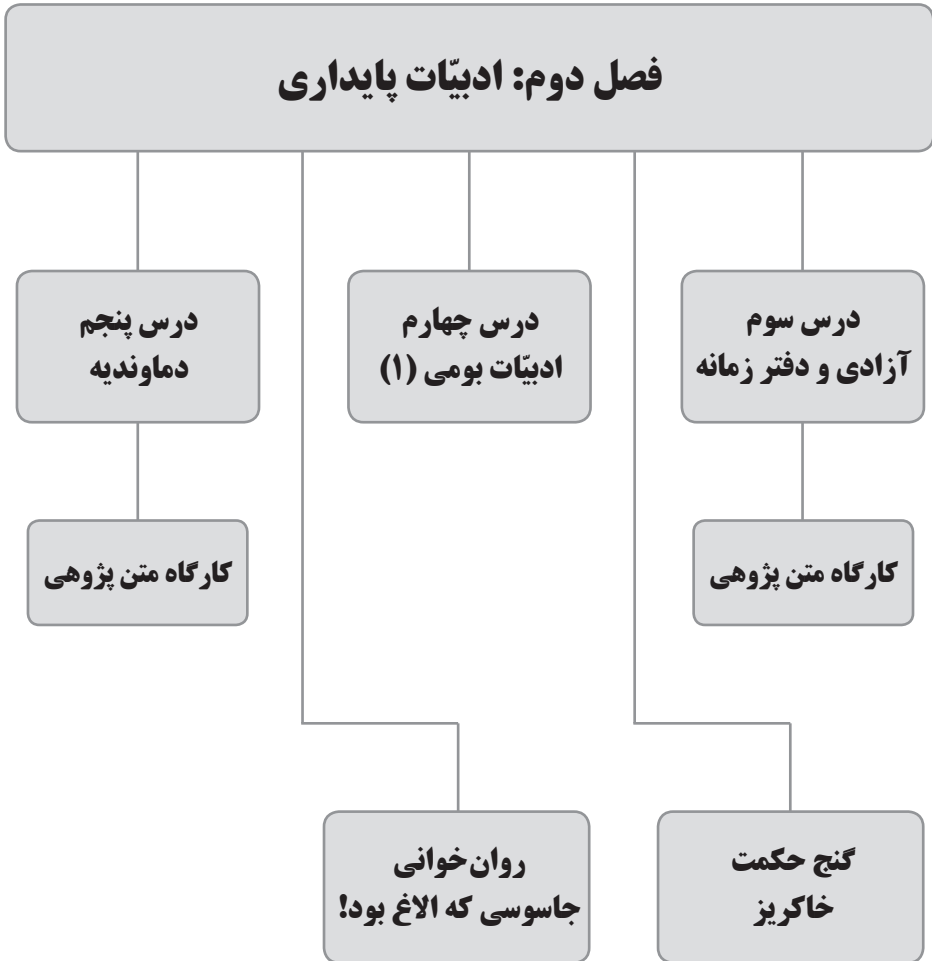 فصل دوم: ادبیّات پایداری
درس سوم
آزادی و دفتر زمانه
درس چهارم
ادبیّات بومی (۱)
درس پنجم
دماوندیه
کارگاه متن پژوهی
کارگاه متن پژوهی
گنج حکمت
خاکریز
روان‌خوانی
جاسوسی که الاغ بود!